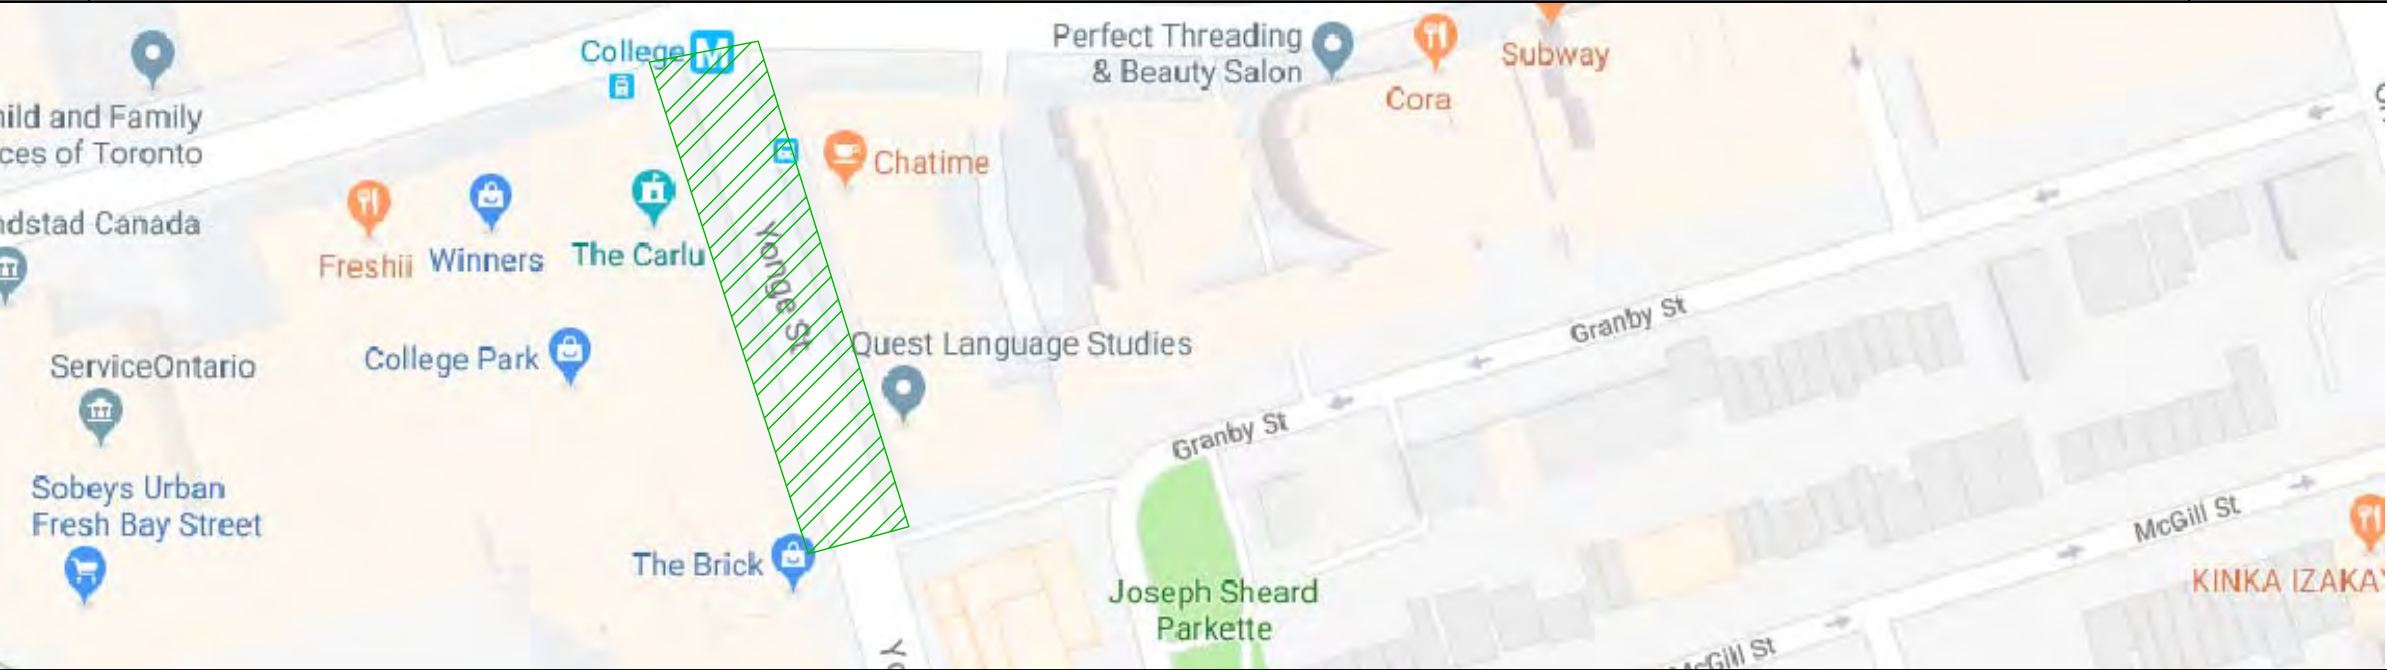 College
Perfect Threading
& Beauty Salon
Subway
Cora
ild and Family
ces of Toronto
Chatime
dstad Canada
Freshii
Winners
The Carlu
Yonge St
Granby St
Quest Language Studies
College Park
ServiceOntario
Granby St
Sobeys Urban
Fresh Bay Street
The Brick
McGill St
KINKA IZAKA
Joseph Sheard
Parkette
McGill St
Yo